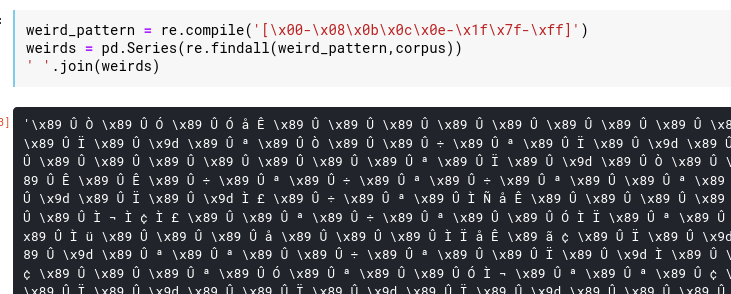 weird_pattern = re.compile('[\x00-\x08\x0b\x0c\x0e-\x1f\x7f-\xff]')
weirds = pd.Series(re.findall(weird_pattern,corpus))
' '.join(weirds)
3]
'\x89 Û Ò \x89 Û Ó \x89 Û Ó å Ê \x89 Û \x89 Û \x89 Û \x89 Û \x89 Û \x89 Û \x89 Û \x8
\x89 Û Ï \x89 Û \x9d \x89 Û ª \x89 Û Ò \x89 Û \x89 Û ÷ \x89 Û ª \x89 Û Ï \x89 Û \x9d \x89 Û
Û \x89 Û \x89 Û \x89 Û \x89 Û \x89 Û \x89 Û ª \x89 Û Ï \x89 Û \x9d \x89 Û Ò \x89 Û \
89 Û Ê \x89 Û Ê \x89 Û ÷ \x89 Û ª \x89 Û ÷ \x89 Û ª \x89 Û ÷ \x89 Û ª \x89 Û \x89 Û ª \x89
Û \x9d \x89 Û Ï \x89 Û \x9d Ì £ \x89 Û ÷ \x89 Û ª \x89 Û Ì Ñ å Ê \x89 Û \x89 Û \x89
Û \x89 Û Ì ¬ Ì ¢ Ì £ \x89 Û \x89 Û ª \x89 Û ÷ \x89 Û ª \x89 Û Ó Ì Ï \x89 Û ª \x89 Û
x89 Û Ì ü \x89 Û \x89 Û \x89 Û å \x89 Û \x89 Û \x89 Û Ì Ï å Ê \x89 ã ¢ \x89 Û Ï \x89 Û \x9d
89 Û \x9d \x89 Û ª \x89 Û ª \x89 Û \x89 Û ÷ \x89 Û ª \x89 Û Ï \x89 Û \x9d Ì \x89 Û \
¢ \x89 Û \x89 Û \x89 Û ª \x89 Û Ó \x89 Û \x89 Û Ó Ì ¬ \x89 Û ª \x89 Û ª \x89 Û ¢ \